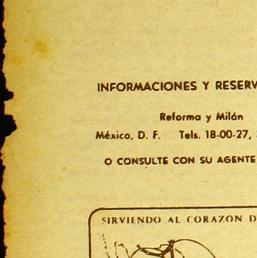 INFORMACIONES Y RESERV
Reforma y Milán
México, D. F. Tels. 18-00-27,
O CONSULTE CON SU AGENTE
SIRVIENDO AL CORAZON D